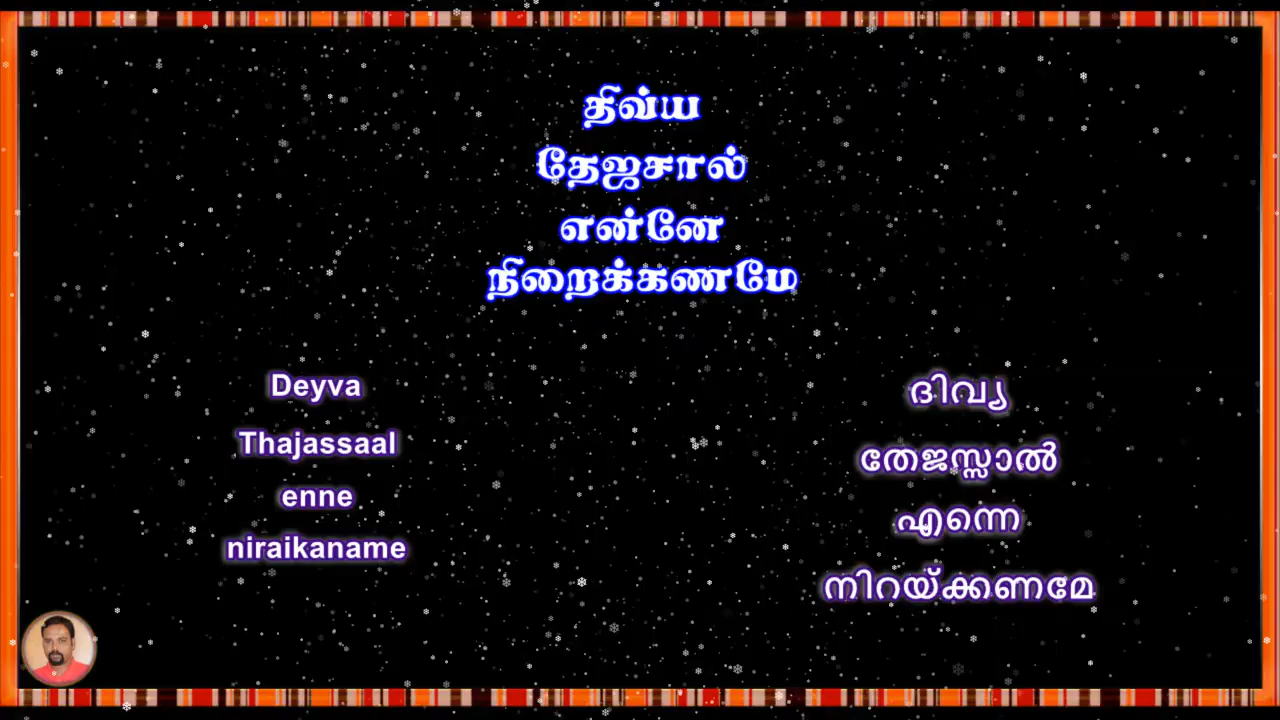 திவ்ய
தேஜசால்
என்னே
நிறைக்கணமே
Deyva
Thajassaal
enne
niraikaname
ദിവ്യ
തേജസ്സാൽ
എന്നെ
നിറയ്ക്കണമേ